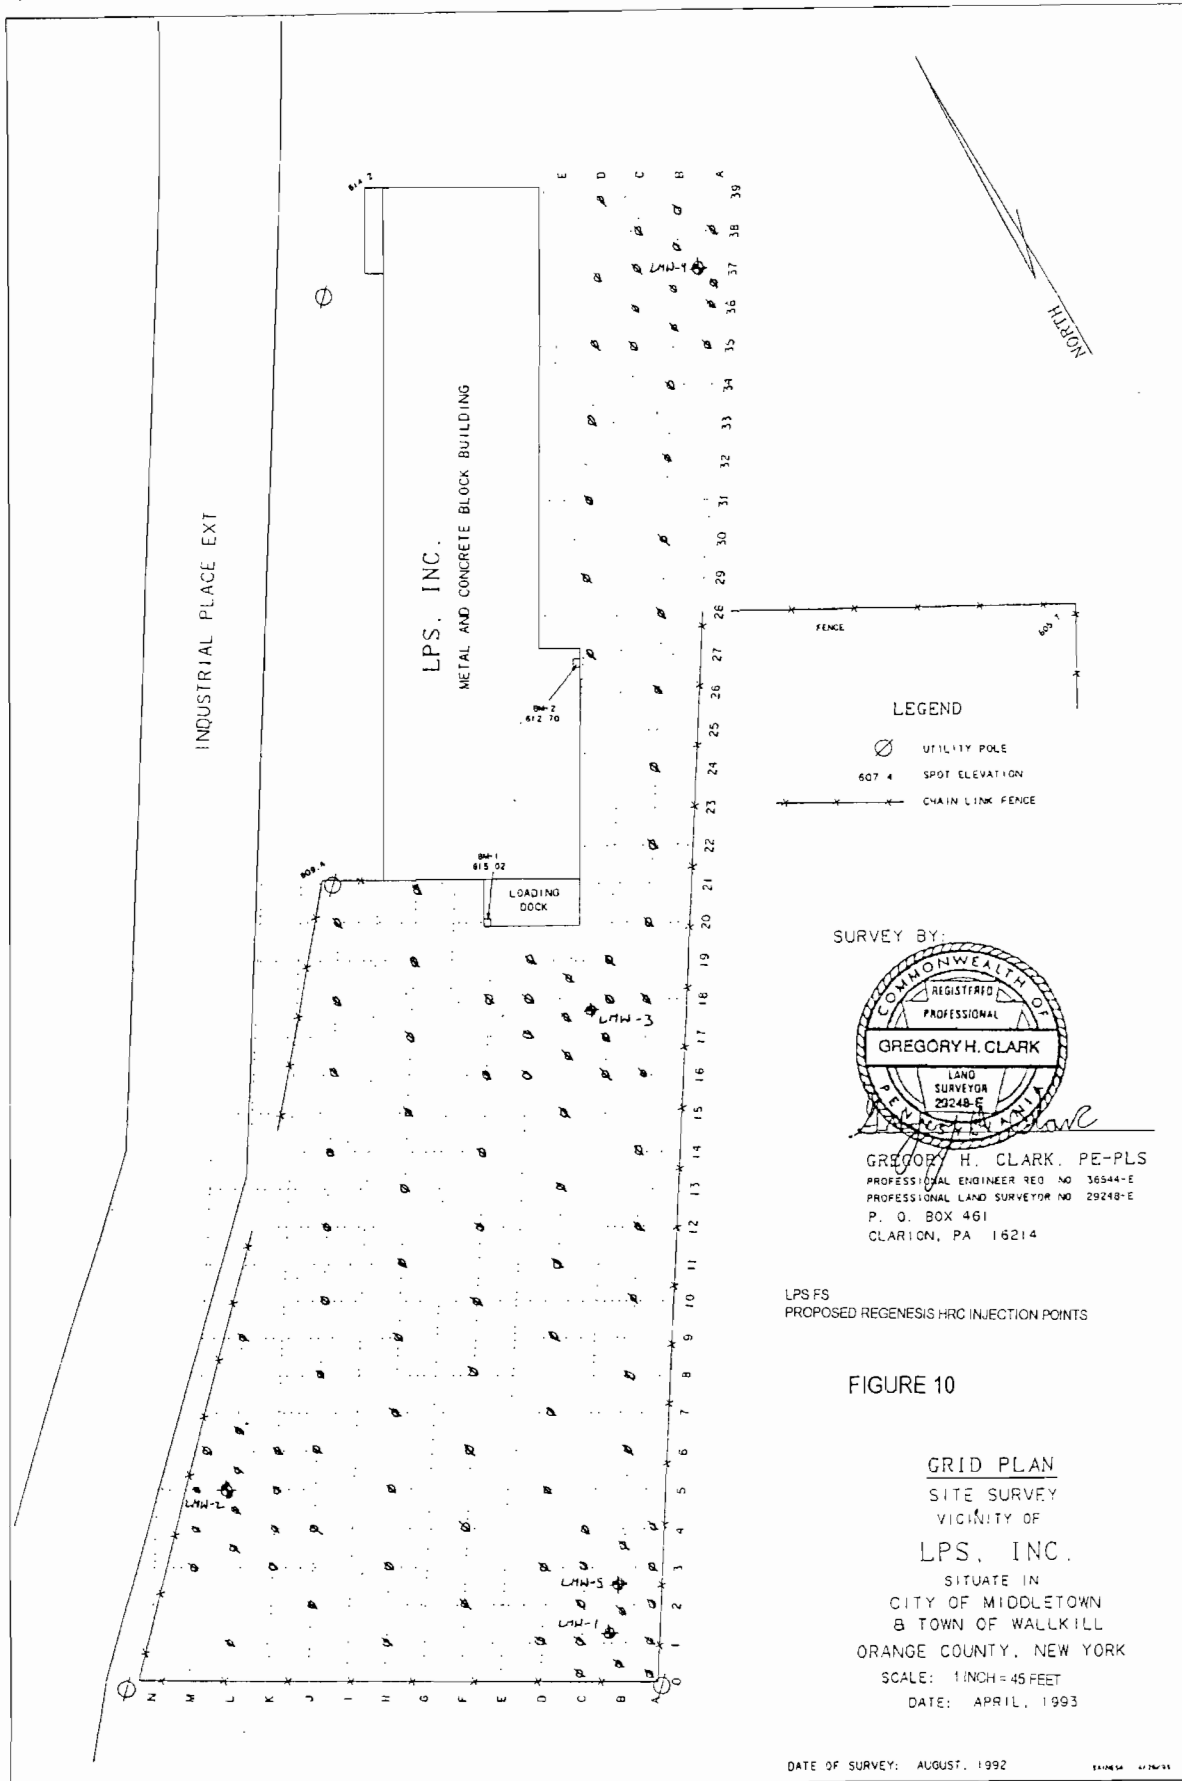 614.2
E
D
C
B
A
39
38
37
36
35
34
33
32
31
30
29
28
27
26
25
24
23
22
21
20
19
18
17
16
15
14
13
12
11
10
9
8
7
6
5
4
3
2
1
0
LMW-4
NORTH
INDUSTRIAL PLACE EXT
LPS. INC.
METAL AND CONCRETE BLOCK BUILDING
FENCE
BM-2
612.70
BM-1
615.02
LOADING
DOCK
LEGEND
UTILITY POLE
607.4 SPOT ELEVATION
CHAIN LINK FENCE
SURVEY BY:
COMMONWEALTH OF
REGISTERED
PROFESSIONAL
GREGORY H. CLARK
LAND
SURVEYOR
29248-E
PENNSYLVANIA
GREGORY H. CLARK, PE-PLS
PROFESSIONAL ENGINEER REG NO 36544-E
PROFESSIONAL LAND SURVEYOR NO 29248-E
P. O. BOX 461
CLARION, PA 16214
LMW-3
LMW-2
LMW-5
LMW-1
N
M
L
K
J
I
H
G
F
E
D
C
B
A
LPS FS
PROPOSED REGENESIS HRC INJECTION POINTS
FIGURE 10
GRID PLAN
SITE SURVEY
VICINITY OF
LPS, INC.
SITUATE IN
CITY OF MIDDLETOWN
& TOWN OF WALLKILL
ORANGE COUNTY, NEW YORK
SCALE: 1 INCH = 45 FEET
DATE: APRIL, 1993
DATE OF SURVEY: AUGUST, 1992